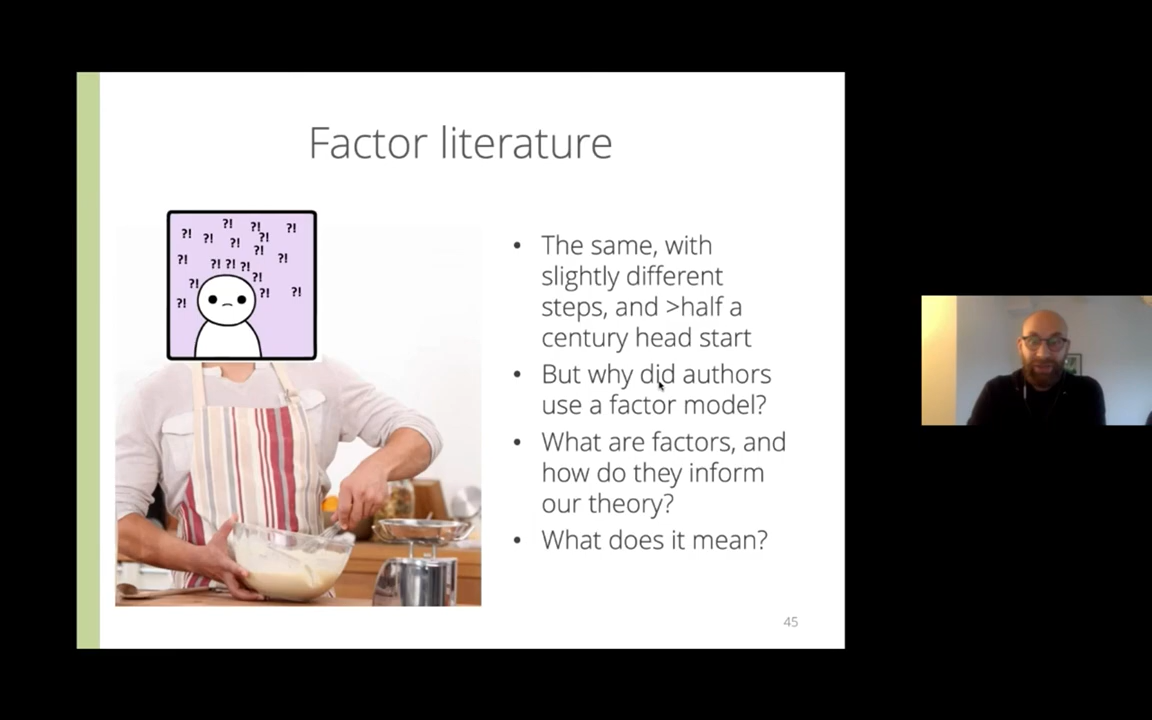 Factor literature
?! ?! ?!
?! ?! ?! ?!
?!
?! ?! ?! ?! ?!
?! ?!
?! ?! ?!
• The same, with
slightly different
steps, and >half a
century head start
• But why did authors
use a factor model?
• What are factors, and
how do they inform
our theory?
• What does it mean?
45